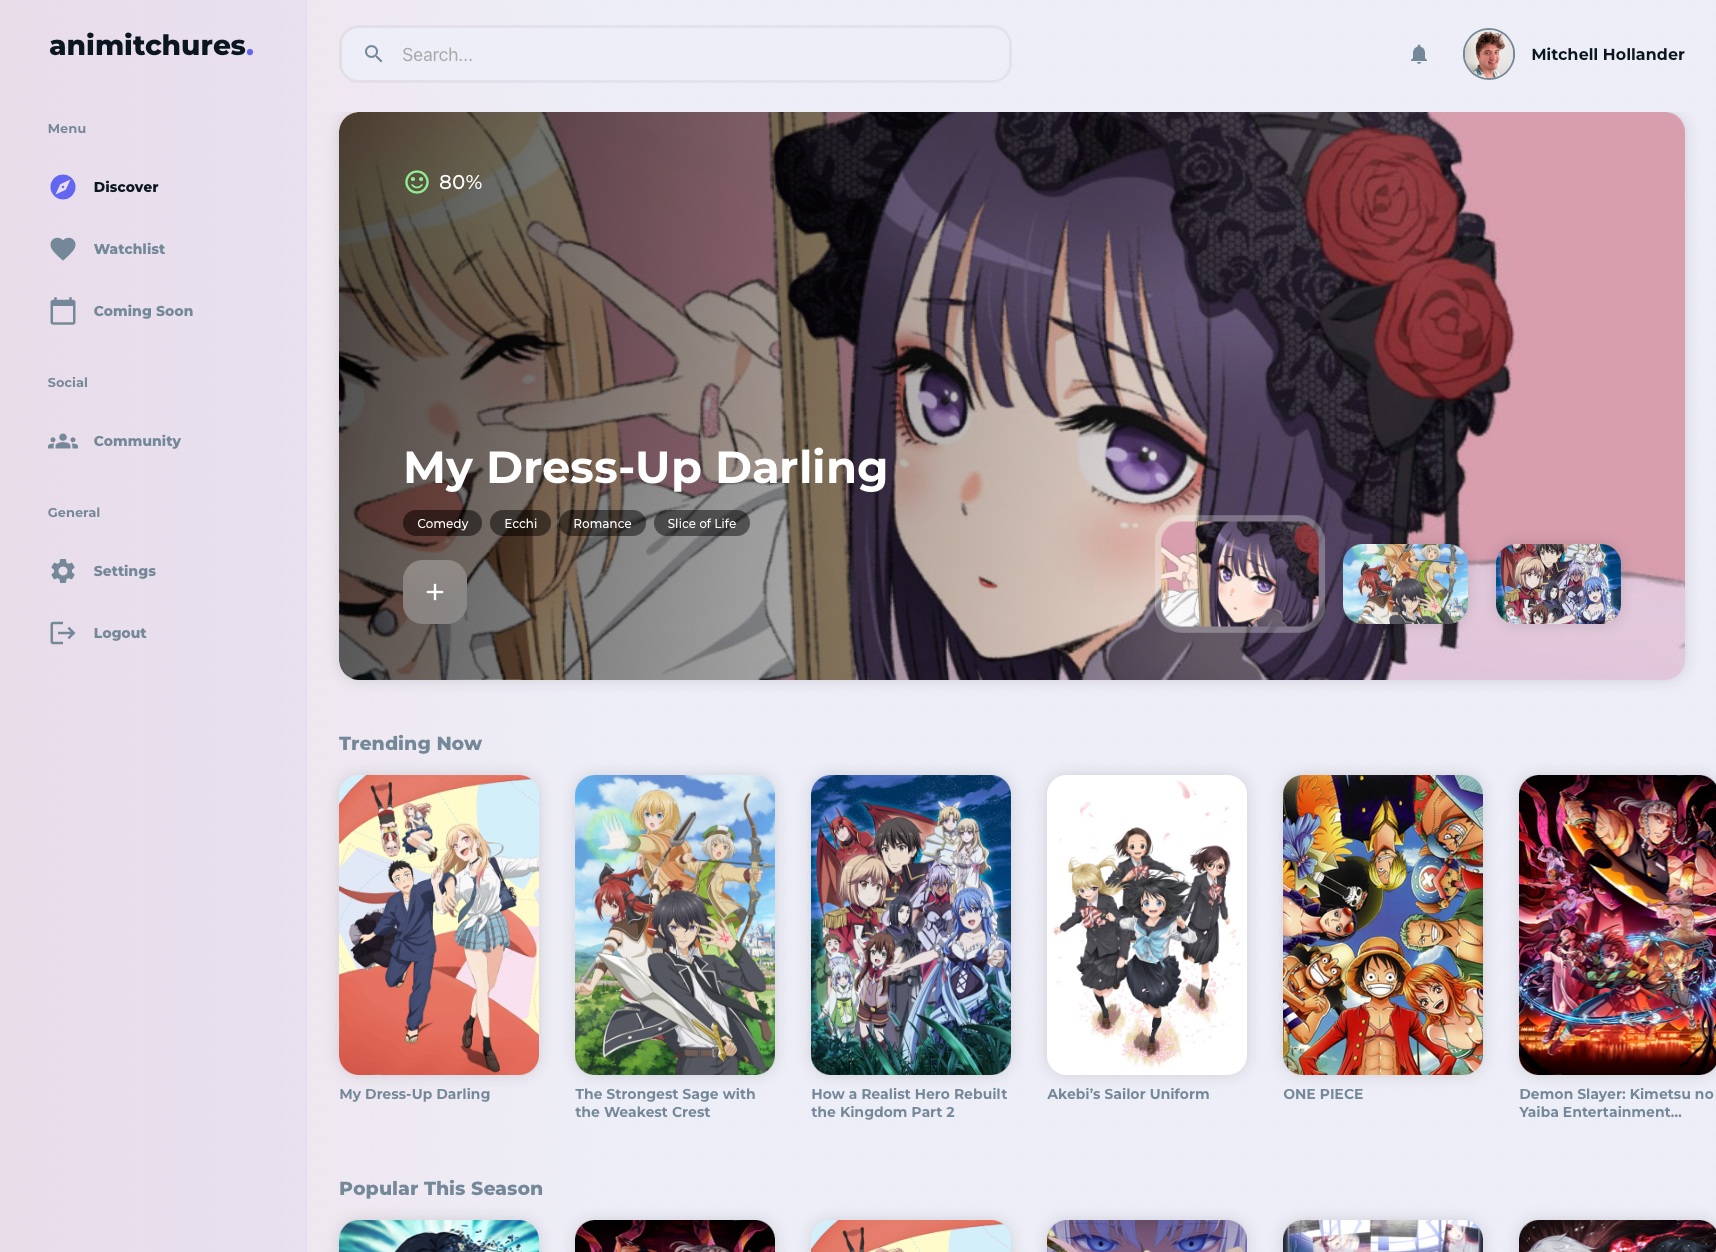 animitchures.
Search...
Mitchell Hollander
Menu
Discover
Watchlist
Coming Soon
Social
Community
General
Settings
Logout
80%
My Dress-Up Darling
Comedy
Ecchi
Romance
Slice of Life
Trending Now
My Dress-Up Darling
The Strongest Sage with
the Weakest Crest
How a Realist Hero Rebuilt
the Kingdom Part 2
Akebi’s Sailor Uniform
ONE PIECE
Demon Slayer: Kimetsu no
Yaiba Entertainment...
Popular This Season